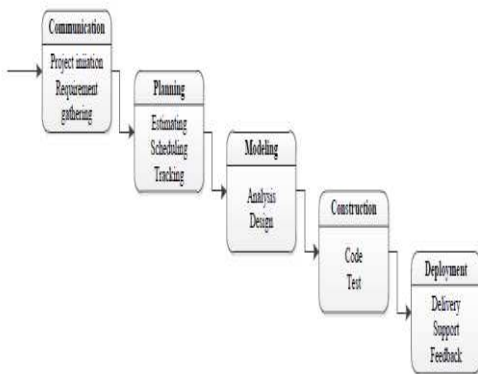 Communication
Project initiation
Requirement
gathering
Planning
Estimating
Scheduling
Tracking
Modeling
Analysis
Design
Construction
Code
Test
Deployment
Delivery
Support
Feedback